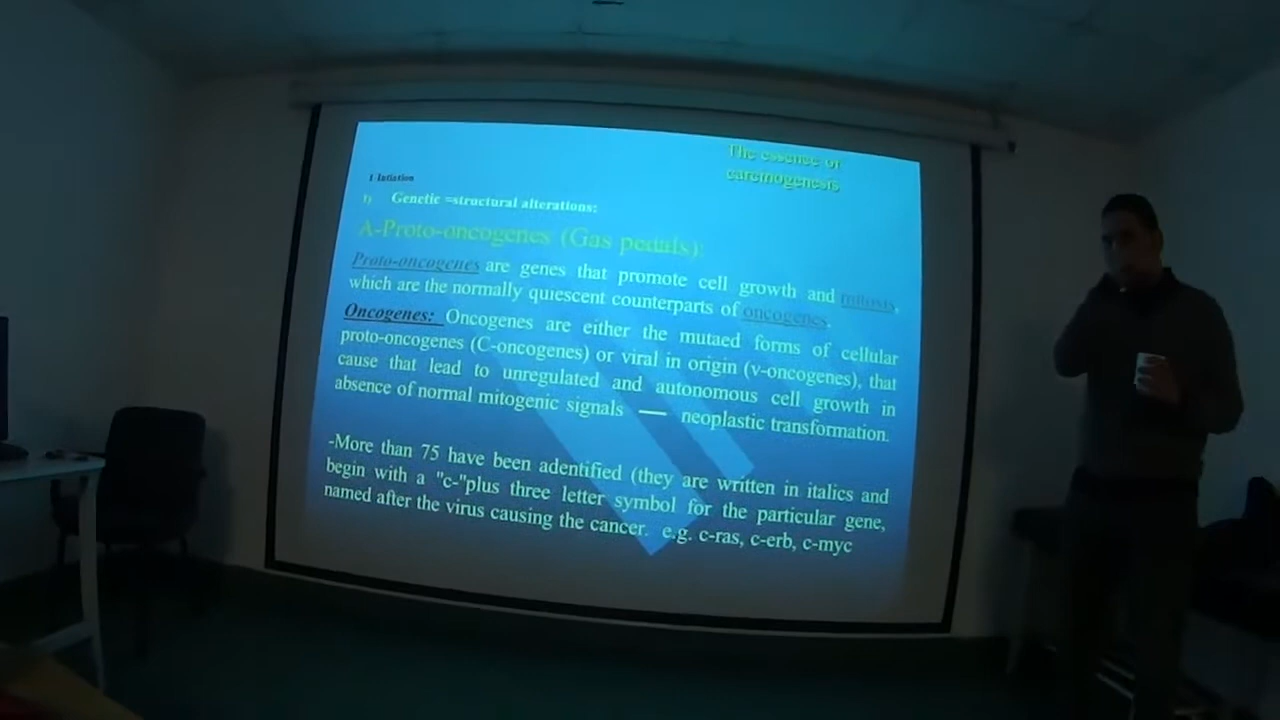 The essence of
carcinogenesis
1 Intiation
1) Genetic =structural alterations:
A-Proto-oncogenes (Gas pedals):
Proto-oncogenes are genes that promote cell growth and mitosis,
which are the normally quiescent counterparts of oncogenes.
Oncogenes: Oncogenes are either the mutaed forms of cellular
proto-oncogenes (C-oncogenes) or viral in origin (v-oncogenes), that
cause that lead to unregulated and autonomous cell growth in
absence of normal mitogenic signals — neoplastic transformation.
-More than 75 have been adentified (they are written in italics and
begin with a "c-"plus three letter symbol for the particular gene,
named after the virus causing the cancer. e.g. c-ras, c-erb, c-myc